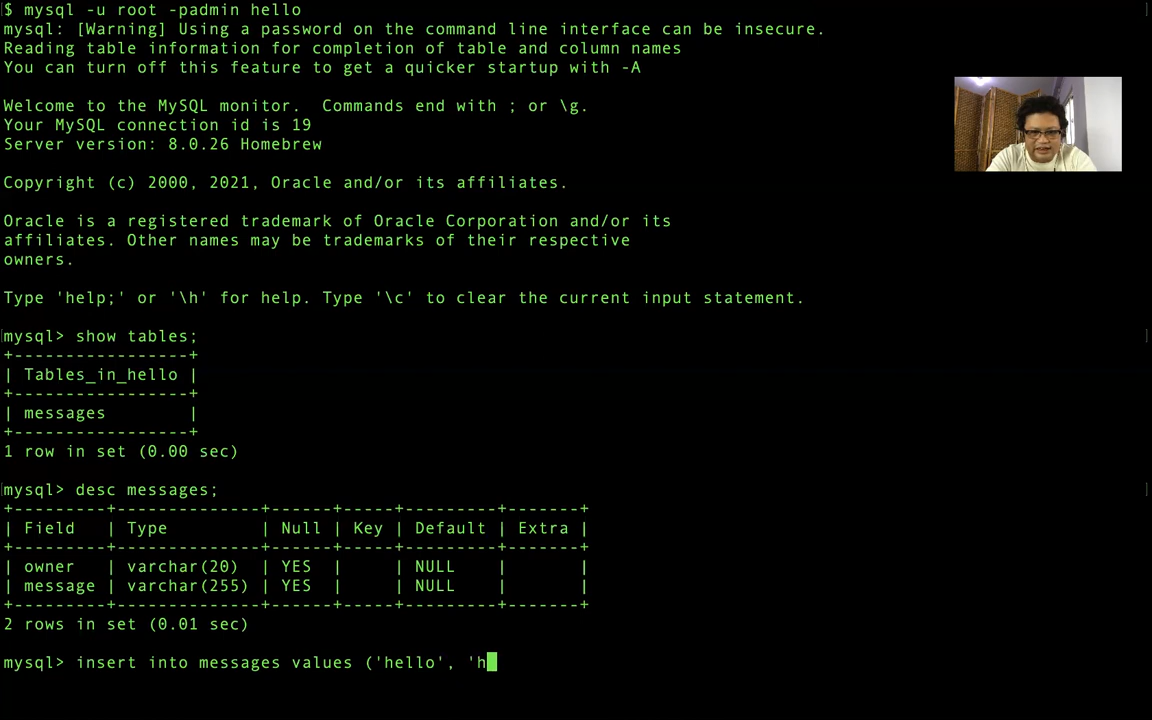 $ mysql -u root -padmin hello
mysql: [Warning] Using a password on the command line interface can be insecure.
Reading table information for completion of table and column names
You can turn off this feature to get a quicker startup with -A
Welcome to the MySQL monitor.  Commands end with ; or \g.
Your MySQL connection id is 19
Server version: 8.0.26 Homebrew
Copyright (c) 2000, 2021, Oracle and/or its affiliates.
Oracle is a registered trademark of Oracle Corporation and/or its
affiliates. Other names may be trademarks of their respective
owners.
Type 'help;' or '\h' for help. Type '\c' to clear the current input statement.
mysql> show tables;
+-----------------+
| Tables_in_hello |
+-----------------+
| messages        |
+-----------------+
1 row in set (0.00 sec)
mysql> desc messages;
+---------+--------------+------+-----+---------+-------+
| Field   | Type         | Null | Key | Default | Extra |
+---------+--------------+------+-----+---------+-------+
| owner   | varchar(20)  | YES  |     | NULL    |       |
| message | varchar(255) | YES  |     | NULL    |       |
+---------+--------------+------+-----+---------+-------+
2 rows in set (0.01 sec)
mysql> insert into messages values ('hello', 'h